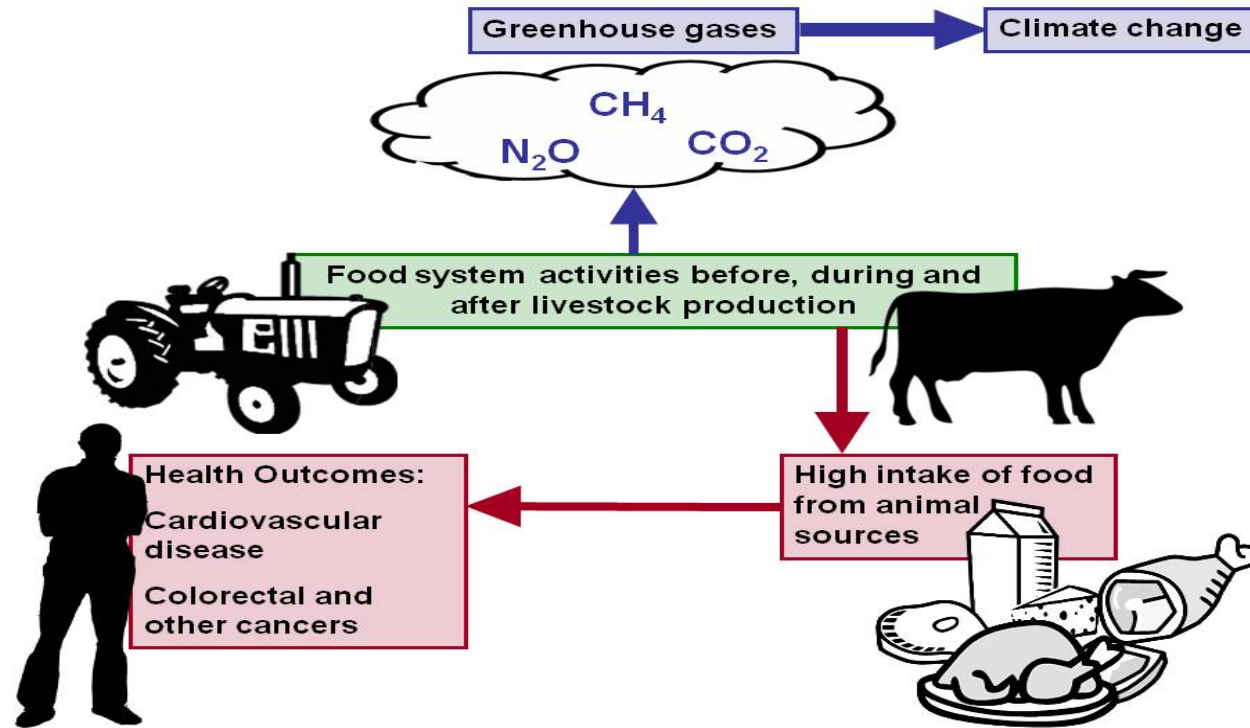 Greenhouse gases
Climate change
CH₄
N₂O
CO₂
Food system activities before, during and
after livestock production
Health Outcomes:
Cardiovascular
disease
Colorectal and
other cancers
High intake of food
from animal
sources